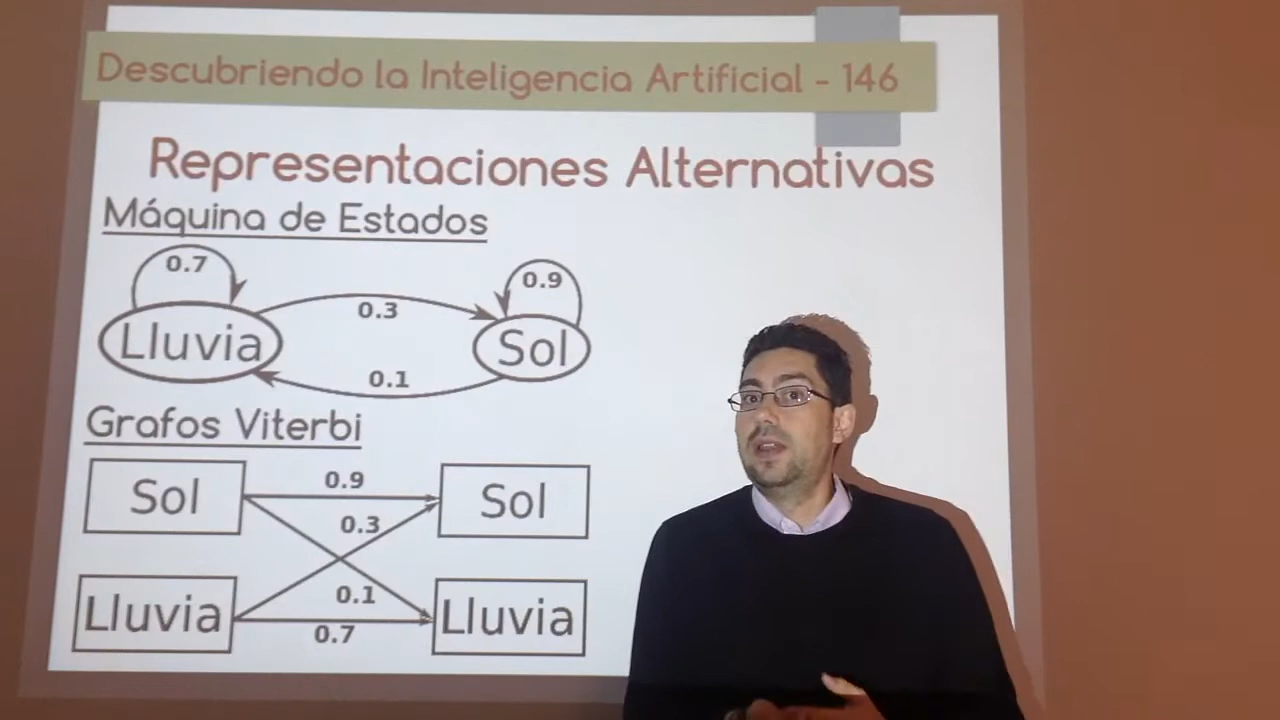 Descubriendo la Inteligencia Artificial - 146
Representaciones Alternativas
Máquina de Estados
0.7
0.9
0.3
Lluvia
Sol
0.1
Grafos Viterbi
0.9
Sol
Sol
0.3
0.1
Lluvia
Lluvia
0.7